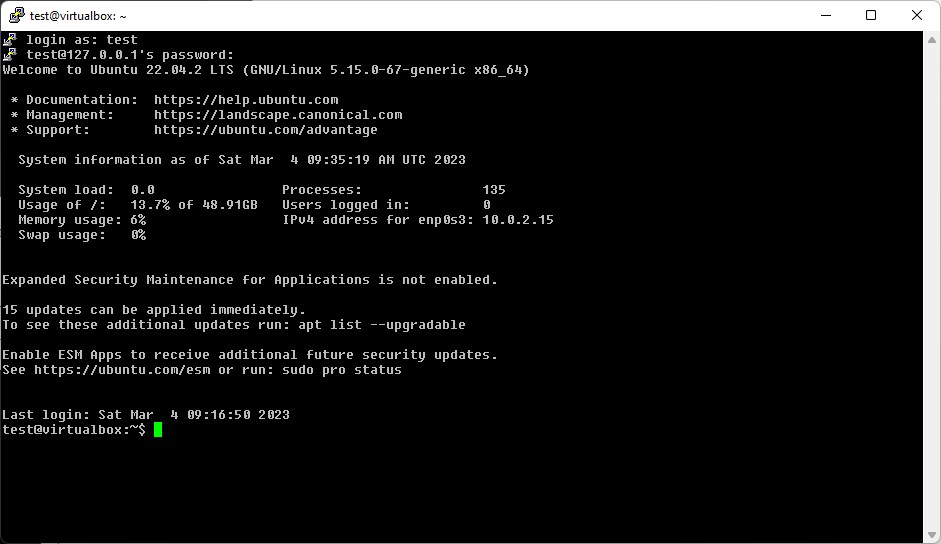 test@virtualbox: ~
login as: test
test@127.0.0.1's password:
Welcome to Ubuntu 22.04.2 LTS (GNU/Linux 5.15.0-67-generic x86_64)
* Documentation:  https://help.ubuntu.com
* Management:     https://landscape.canonical.com
* Support:        https://ubuntu.com/advantage
System information as of Sat Mar  4 09:35:19 AM UTC 2023
System load:  0.0                Processes:               135
Usage of /:   13.7% of 48.91GB   Users logged in:         0
Memory usage: 6%                 IPv4 address for enp0s3: 10.0.2.15
Swap usage:   0%
Expanded Security Maintenance for Applications is not enabled.
15 updates can be applied immediately.
To see these additional updates run: apt list --upgradable
Enable ESM Apps to receive additional future security updates.
See https://ubuntu.com/esm or run: sudo pro status
Last login: Sat Mar  4 09:16:50 2023
test@virtualbox:~$